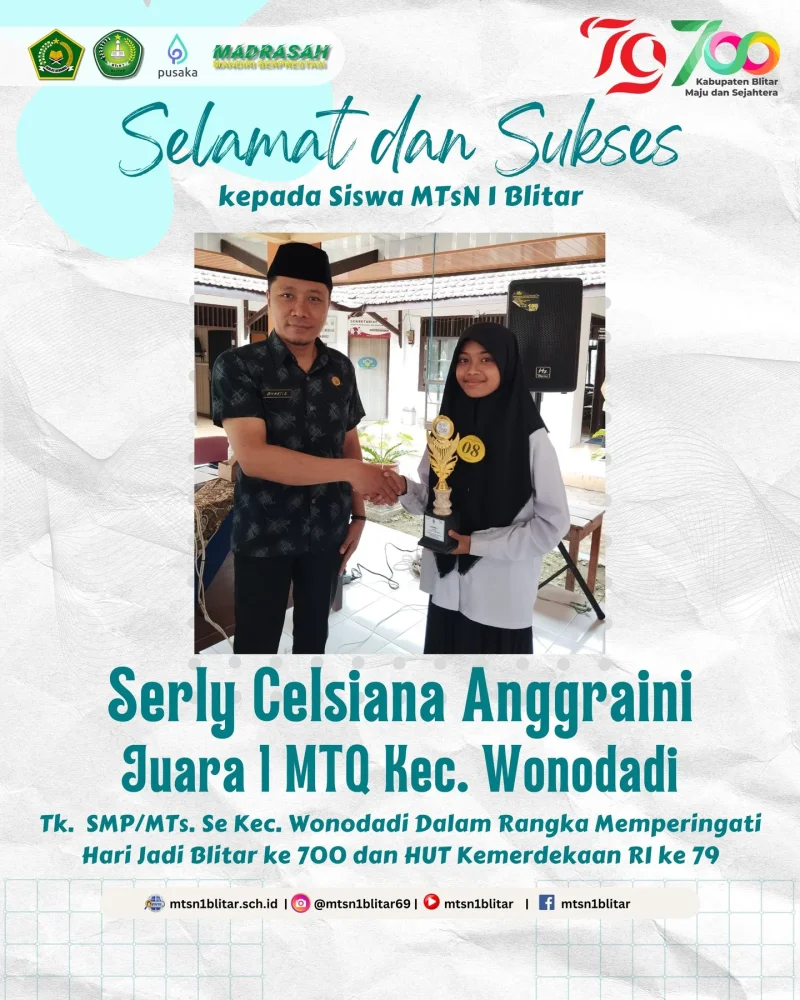 pusaka
MADRASAH
MANDIRI BERPRESTASI
79 700
Kabupaten Blitar
Maju dan Sejahtera
Selamat dan Sukses
kepada Siswa MTsN 1 Blitar
08
Serly Celsiana Anggraini
Juara 1 MTQ Kec. Wonodadi
Tk. SMP/MTs. Se Kec. Wonodadi Dalam Rangka Memperingati
Hari Jadi Blitar ke 700 dan HUT Kemerdekaan RI ke 79
mtsn1blitar.sch.id | @mtsn1blitar69 | mtsn1blitar | mtsn1blitar